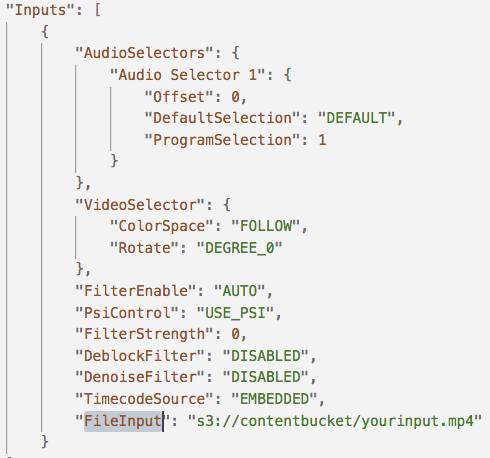 "Inputs": [
{
"AudioSelectors": {
"Audio Selector 1": {
"Offset": 0,
"DefaultSelection": "DEFAULT",
"ProgramSelection": 1
}
},
"VideoSelector": {
"ColorSpace": "FOLLOW",
"Rotate": "DEGREE_0"
},
"FilterEnable": "AUTO",
"PsiControl": "USE_PSI",
"FilterStrength": 0,
"DeblockFilter": "DISABLED",
"DenoiseFilter": "DISABLED",
"TimecodeSource": "EMBEDDED",
"FileInput": "s3://contentbucket/yourinput.mp4"
}